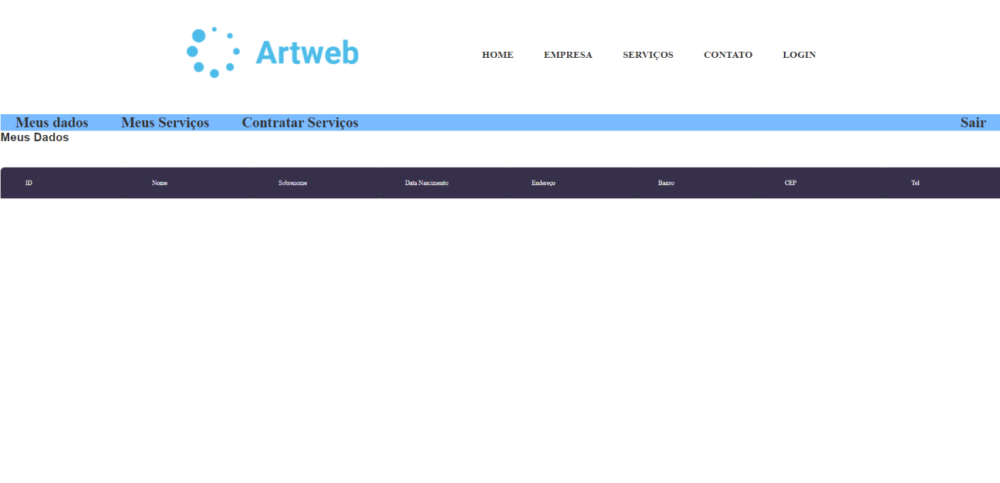 Artweb
HOME EMPRESA SERVIÇOS CONTATO LOGIN
Meus dados Meus Serviços Contratar Serviços Sair
Meus Dados
ID Nome Sobrenome Data Nascimento Endereço Bairro CEP Tel